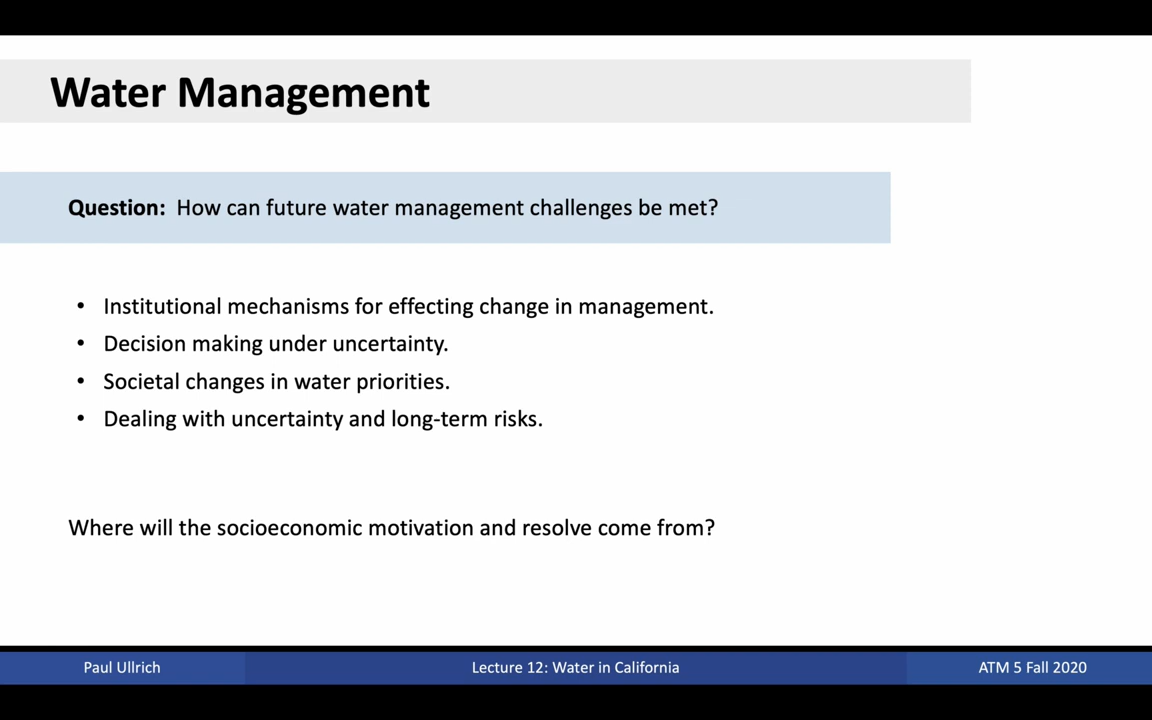 Water Management
Question: How can future water management challenges be met?
• Institutional mechanisms for effecting change in management.
• Decision making under uncertainty.
• Societal changes in water priorities.
• Dealing with uncertainty and long-term risks.
Where will the socioeconomic motivation and resolve come from?
Paul Ullrich
Lecture 12: Water in California
ATM 5 Fall 2020